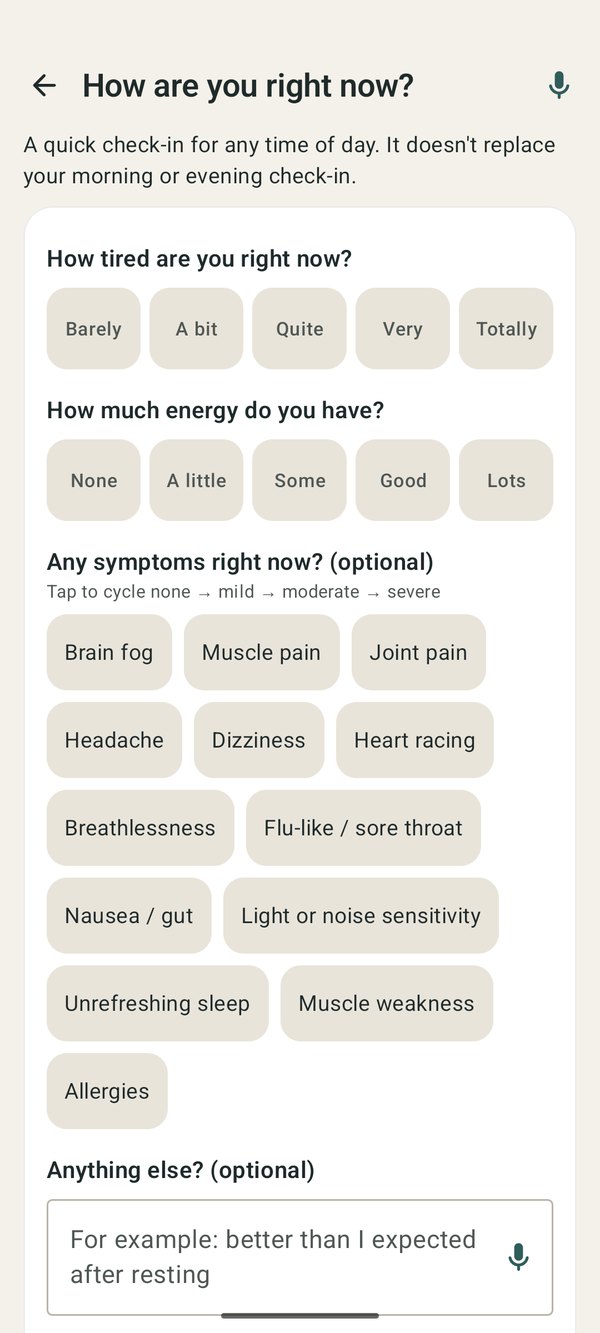 How are you right now?
A quick check-in for any time of day. It doesn't replace
your morning or evening check-in.
How tired are you right now?
Barely A bit Quite Very Totally
How much energy do you have?
None A little Some Good Lots
Any symptoms right now? (optional)
Tap to cycle none → mild → moderate → severe
Brain fog Muscle pain Joint pain
Headache Dizziness Heart racing
Breathlessness Flu-like / sore throat
Nausea / gut Light or noise sensitivity
Unrefreshing sleep Muscle weakness
Allergies
Anything else? (optional)
For example: better than I expected
after resting